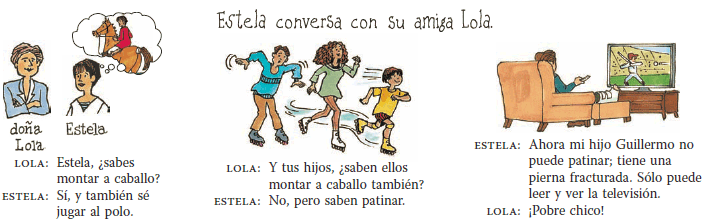 Estela conversa con su amiga Lola.
doña
Lola
Estela
LOLA: Estela, ¿sabes
montar a caballo?
ESTELA: Sí, y también sé
jugar al polo.
LOLA: Y tus hijos, ¿saben ellos
montar a caballo también?
ESTELA: No, pero saben patinar.
ESTELA: Ahora mi hijo Guillermo no
puede patinar; tiene una
pierna fracturada. Sólo puede
leer y ver la televisión.
LOLA: ¡Pobre chico!